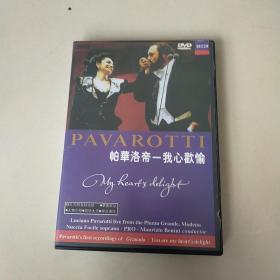 DVD
DECCA
PAVAROTTI
帕華洛帝—我心歡愉
My heart's delight
Luciano Pavarotti live from the Piazza Grande, Modena
Nuccia Focile soprano · PRO · Maurizio Benini conductor
Pavarotti's first recordings of Granada · You are my heart's delight